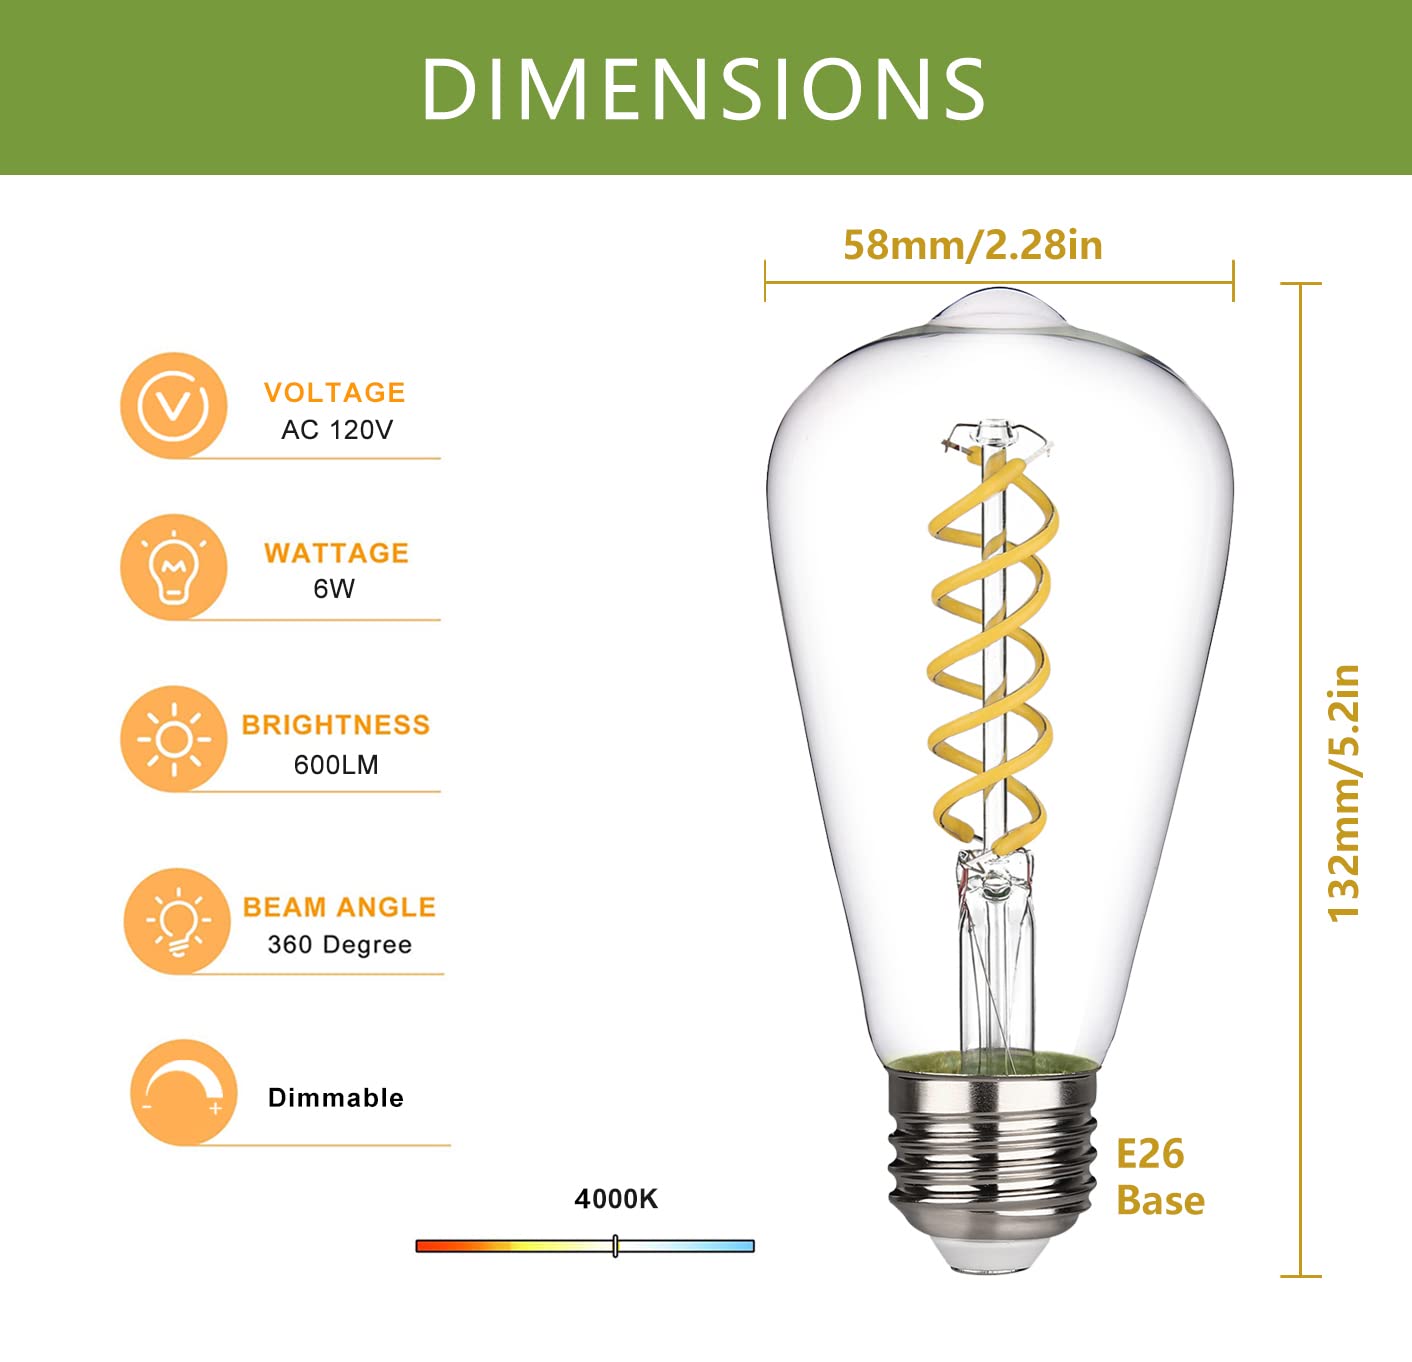 DIMENSIONS
58mm/2.28in
VOLTAGE
AC 120V
WATTAGE
6W
BRIGHTNESS
600LM
BEAM ANGLE
360 Degree
- +
Dimmable
132mm/5.2in
E26
Base
4000K